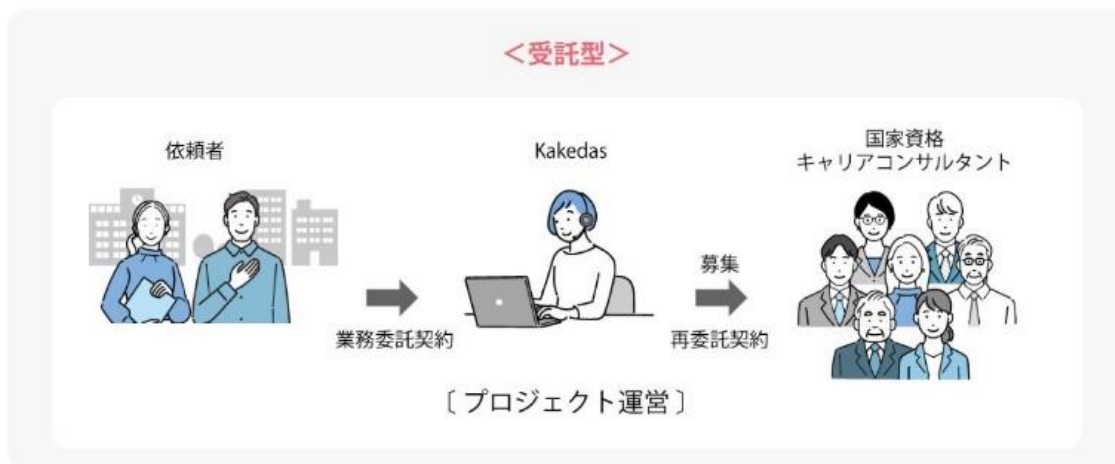 ＜受託型＞
依頼者
Kakedas
国家資格
キャリアコンサルタント
業務委託契約
募集
再委託契約
〔 プロジェクト運営 〕